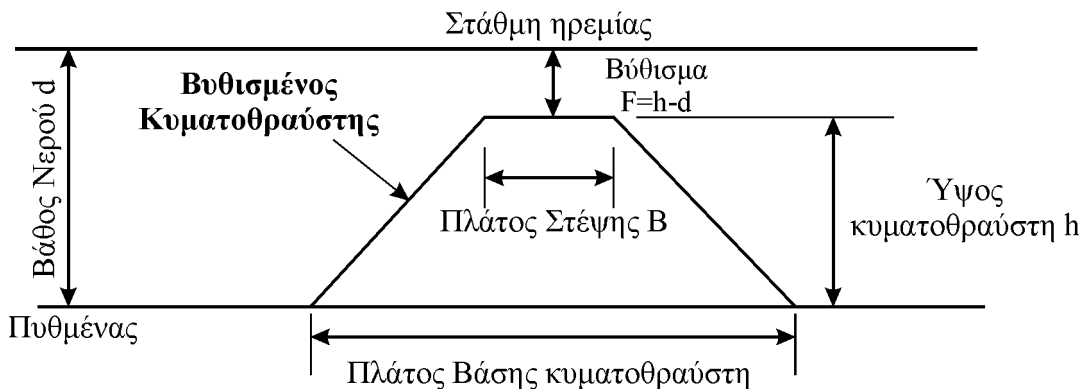 Στάθμη ηρεμίας
Βάθος Νερού d
Βυθισμένος
Κυματοθραύστης
Βύθισμα
F=h-d
Πλάτος Στέψης B
Ύψος
κυματοθραύστη h
Πυθμένας
Πλάτος Βάσης κυματοθραύστη